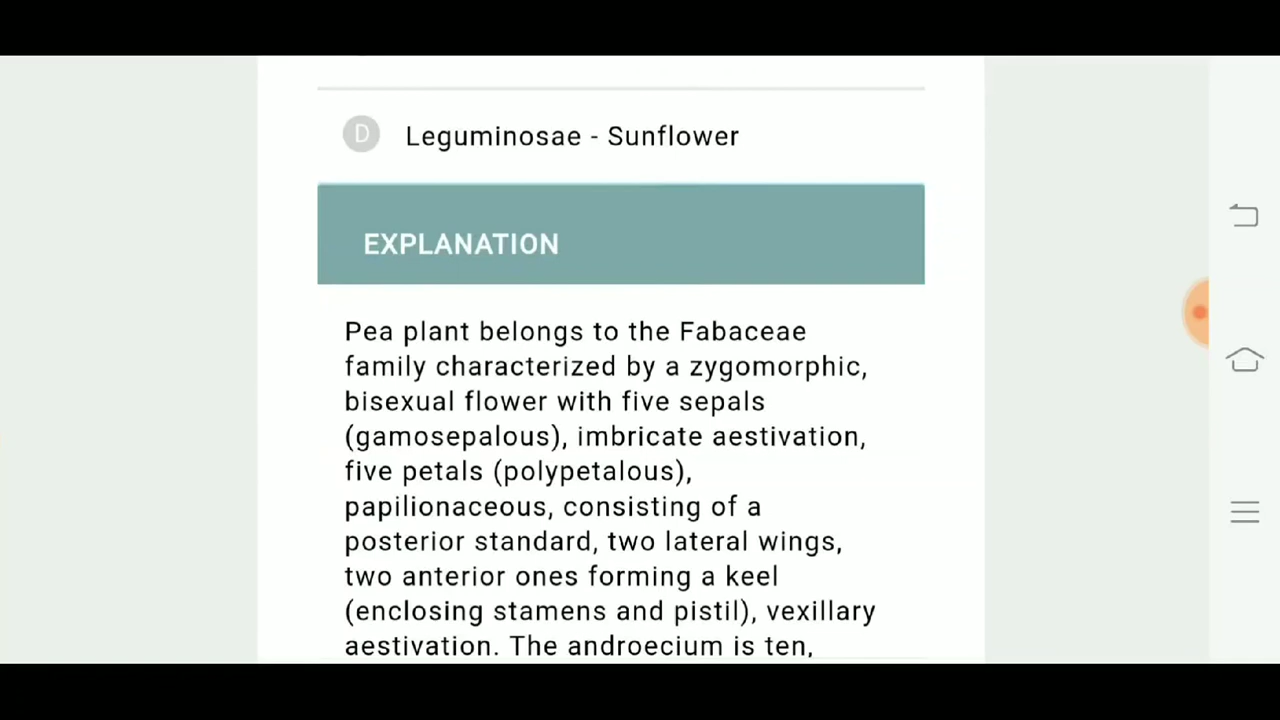 D Leguminosae - Sunflower
EXPLANATION
Pea plant belongs to the Fabaceae
family characterized by a zygomorphic,
bisexual flower with five sepals
(gamosepalous), imbricate aestivation,
five petals (polypetalous),
papilionaceous, consisting of a
posterior standard, two lateral wings,
two anterior ones forming a keel
(enclosing stamens and pistil), vexillary
aestivation. The androecium is ten,